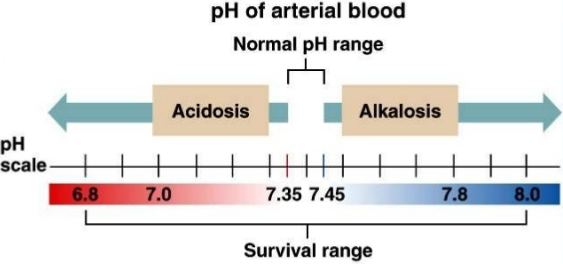 pH of arterial blood
Normal pH range
Acidosis Alkalosis
pH
scale
6.8 7.0 7.35 7.45 7.8 8.0
Survival range